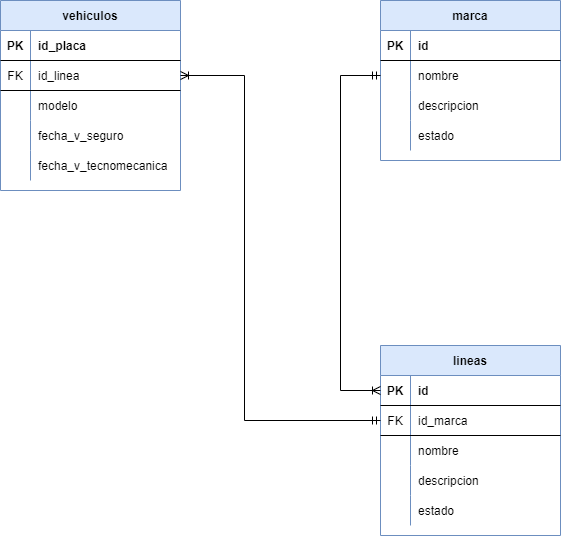 vehiculos
PK id_placa
FK id_linea
modelo
fecha_v_seguro
fecha_v_tecnomecanica
marca
PK id
nombre
descripcion
estado
lineas
PK id
FK id_marca
nombre
descripcion
estado